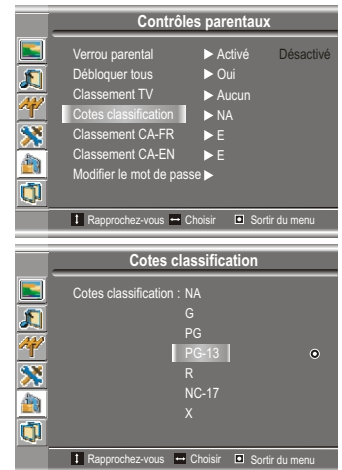 Contrôles parentaux
Verrou parental ▶ Activé Désactivé
Débloquer tous ▶ Oui
Classement TV ▶ Aucun
Cotes classification ▶ NA
Classement CA-FR ▶ E
Classement CA-EN ▶ E
Modifier le mot de passe ▶
Rapprochez-vous Choisir Sortir du menu
Cotes classification
Cotes classification : NA
G
PG
PG-13
R
NC-17
X
Rapprochez-vous Choisir Sortir du menu